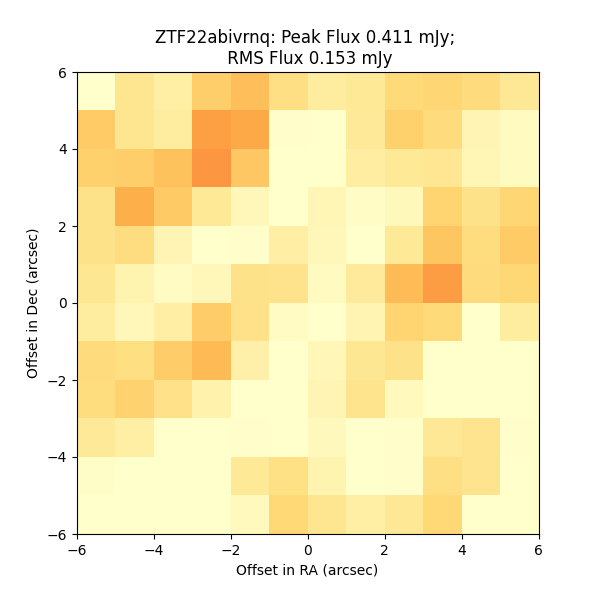 ZTF22abivrnq: Peak Flux 0.411 mJy;
RMS Flux 0.153 mJy
6
4
2
0
−2
−4
−6
Offset in Dec (arcsec)
−6 −4 −2 0 2 4 6
Offset in RA (arcsec)